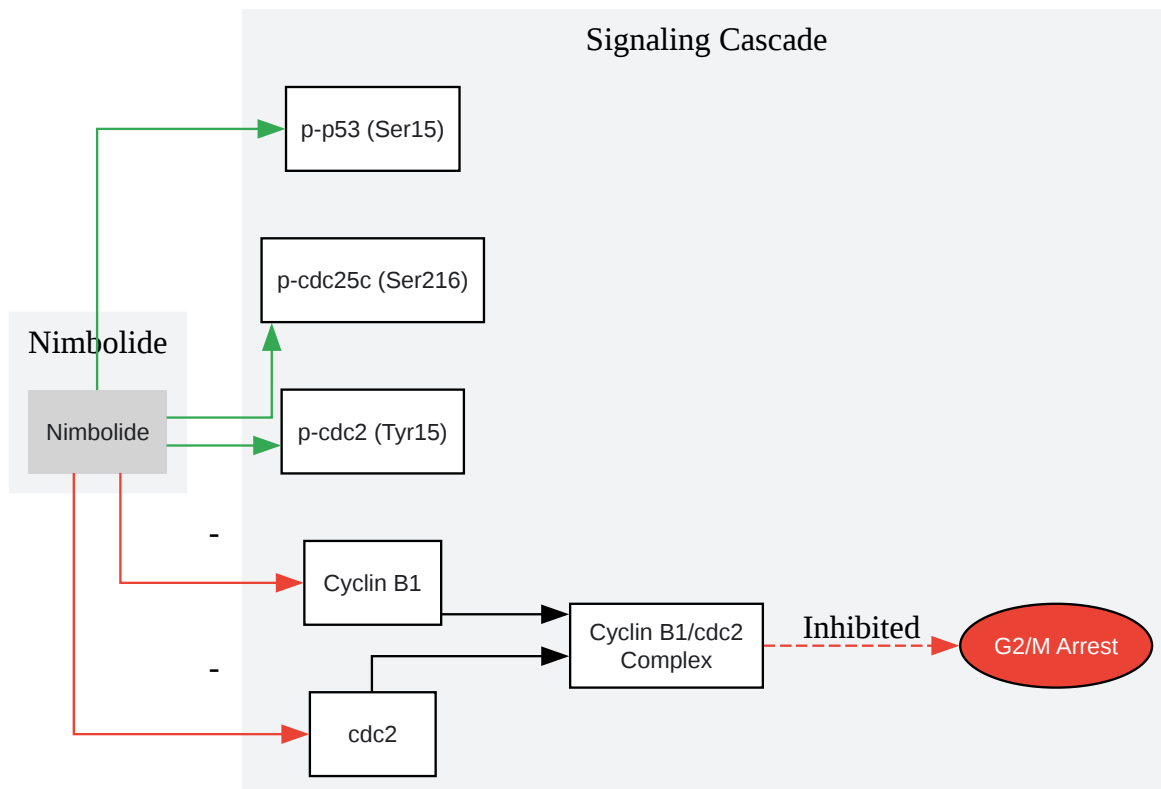 Signaling Cascade
p-p53 (Ser15)
p-cdc25c (Ser216)
Nimbolide
Nimbolide
p-cdc2 (Tyr15)
-
Cyclin B1
Cyclin B1/cdc2
Complex
Inhibited
G2/M Arrest
-
cdc2